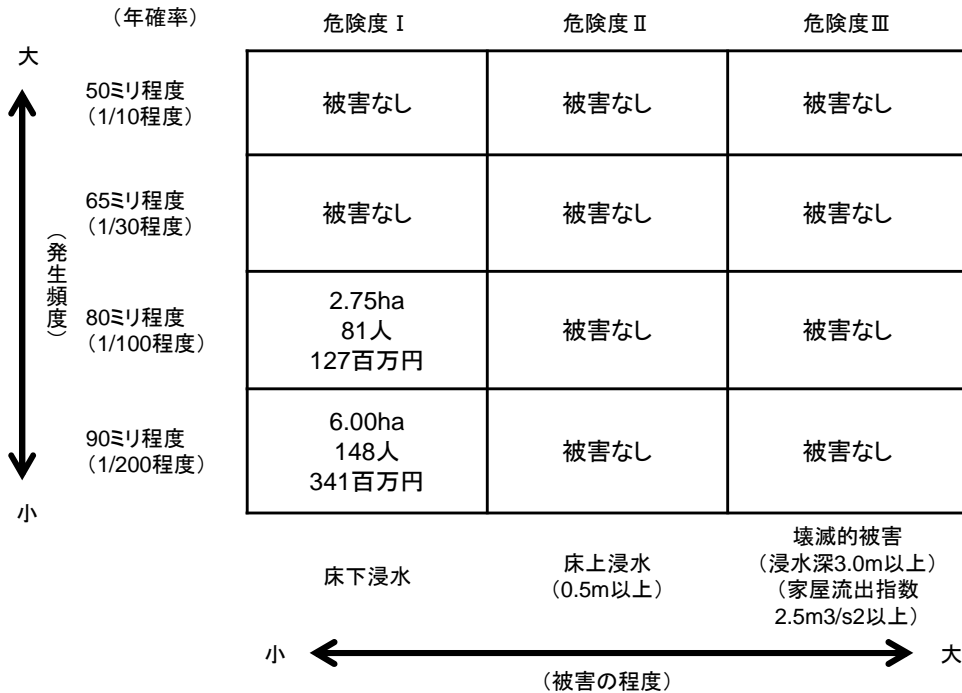 （年確率）
危険度Ⅰ
危険度Ⅱ
危険度Ⅲ
大
50ミリ程度
（1/10程度）
被害なし
被害なし
被害なし
65ミリ程度
（1/30程度）
被害なし
被害なし
被害なし
（発生頻度）
80ミリ程度
（1/100程度）
2.75ha
81人
127百万円
被害なし
被害なし
90ミリ程度
（1/200程度）
6.00ha
148人
341百万円
被害なし
被害なし
小
床下浸水
床上浸水
（0.5m以上）
壊滅的被害
（浸水深3.0m以上）
（家屋流出指数
2.5m3/s2以上）
小
大
（被害の程度）